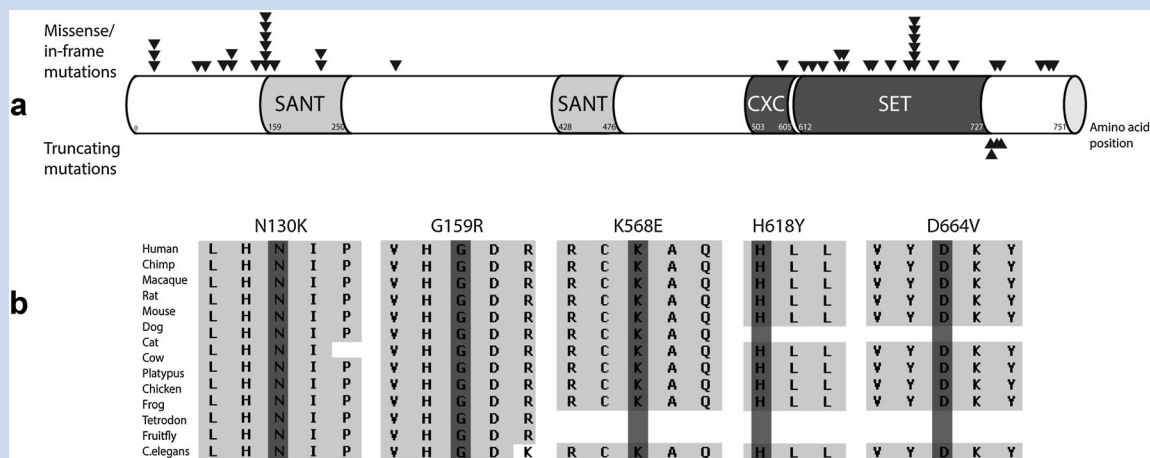 Missense/
in-frame
mutations
a
SANT
SANT
CXC
SET
0 159 250 428 476 503 605 612 727 751
Amino acid
position
Truncating
mutations
b
N130K G159R K568E H618Y D664V
Human
Chimp
Macaque
Rat
Mouse
Dog
Cat
Cow
Platypus
Chicken
Frog
Tetrodon
Fruitfly
C.elegans
L H N I P V H G D R R C K A Q H L L V Y D K Y
L H N I P V H G D R R C K A Q H L L V Y D K Y
L H N I P V H G D R R C K A Q H L L V Y D K Y
L H N I P V H G D R R C K A Q H L L V Y D K Y
L H N I P V H G D R R C K A Q H L L V Y D K Y
L H N I P V H G D R R C K A Q
L H N I V H G D R R C K A Q H L L V Y D K Y
L H N I P V H G D R R C K A Q H L L V Y D K Y
L H N I P V H G D R R C K A Q H L L V Y D K Y
L H N I P V H G D R R C K A Q H L L V Y D K Y
L H N I P V H G D R
L H N I P V H G D R
L H N I P V H G D K R C K A Q H L L V Y D K Y